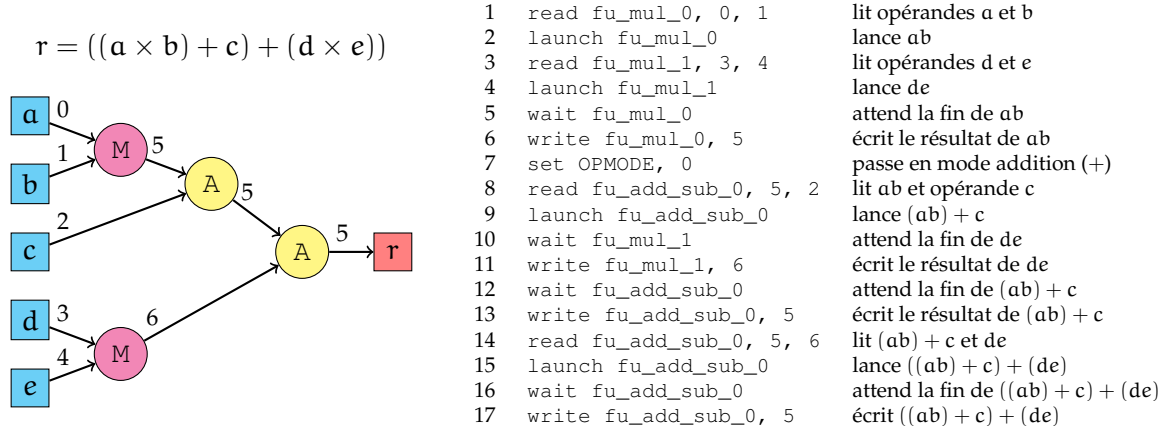 r = ((a × b) + c) + (d × e))
a 0
M 5
b 1
A 5
c 2
A 5 r
d 3
M 6
e 4
1 read fu_mul_0, 0, 1 lit opérandes a et b
2 launch fu_mul_0 lance ab
3 read fu_mul_1, 3, 4 lit opérandes d et e
4 launch fu_mul_1 lance de
5 wait fu_mul_0 attend la fin de ab
6 write fu_mul_0, 5 écrit le résultat de ab
7 set OPMODE, 0 passe en mode addition (+)
8 read fu_add_sub_0, 5, 2 lit ab et opérande c
9 launch fu_add_sub_0 lance (ab) + c
10 wait fu_mul_1 attend la fin de de
11 write fu_mul_1, 6 écrit le résultat de de
12 wait fu_add_sub_0 attend la fin de (ab) + c
13 write fu_add_sub_0, 5 écrit le résultat de (ab) + c
14 read fu_add_sub_0, 5, 6 lit (ab) + c et de
15 launch fu_add_sub_0 lance ((ab) + c) + (de)
16 wait fu_add_sub_0 attend la fin de ((ab) + c) + (de)
17 write fu_add_sub_0, 5 écrit ((ab) + c) + (de)